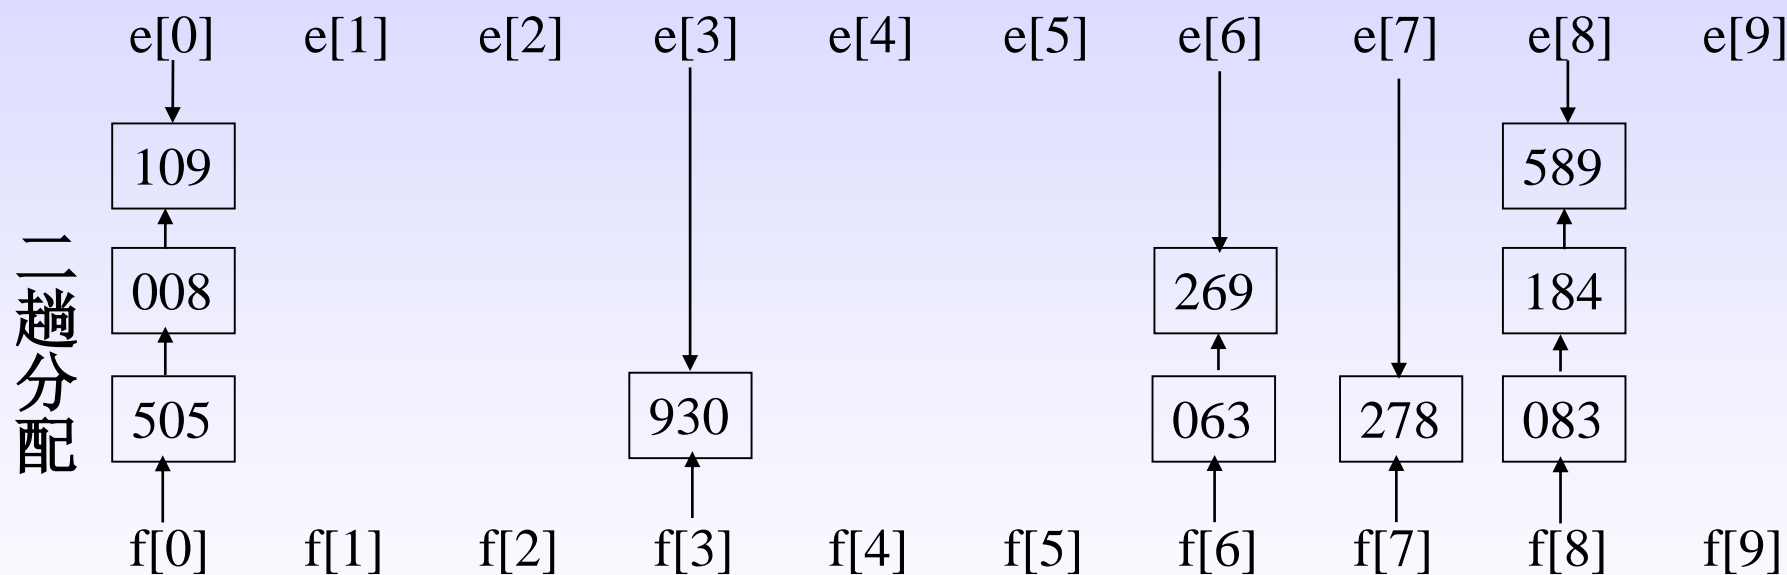 e[0] e[1] e[2] e[3] e[4] e[5] e[6] e[7] e[8] e[9]
109 589
008 269 184
505 930 063 278 083
f[0] f[1] f[2] f[3] f[4] f[5] f[6] f[7] f[8] f[9]
二趟分配